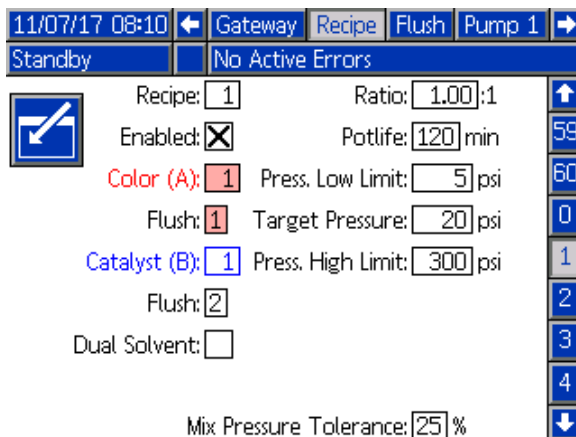 11/07/17 08:10 Gateway Recipe Flush Pump 1
Standby No Active Errors
Recipe: 1 Ratio: 1.00:1
Enabled: Potlife: 120 min
Color (A): 1 Press. Low Limit: 5 psi
Flush: 1 Target Pressure: 20 psi
Catalyst (B): 1 Press. High Limit: 300 psi
Flush: 2
Dual Solvent:
Mix Pressure Tolerance: 25 %
59
60
0
1
2
3
4